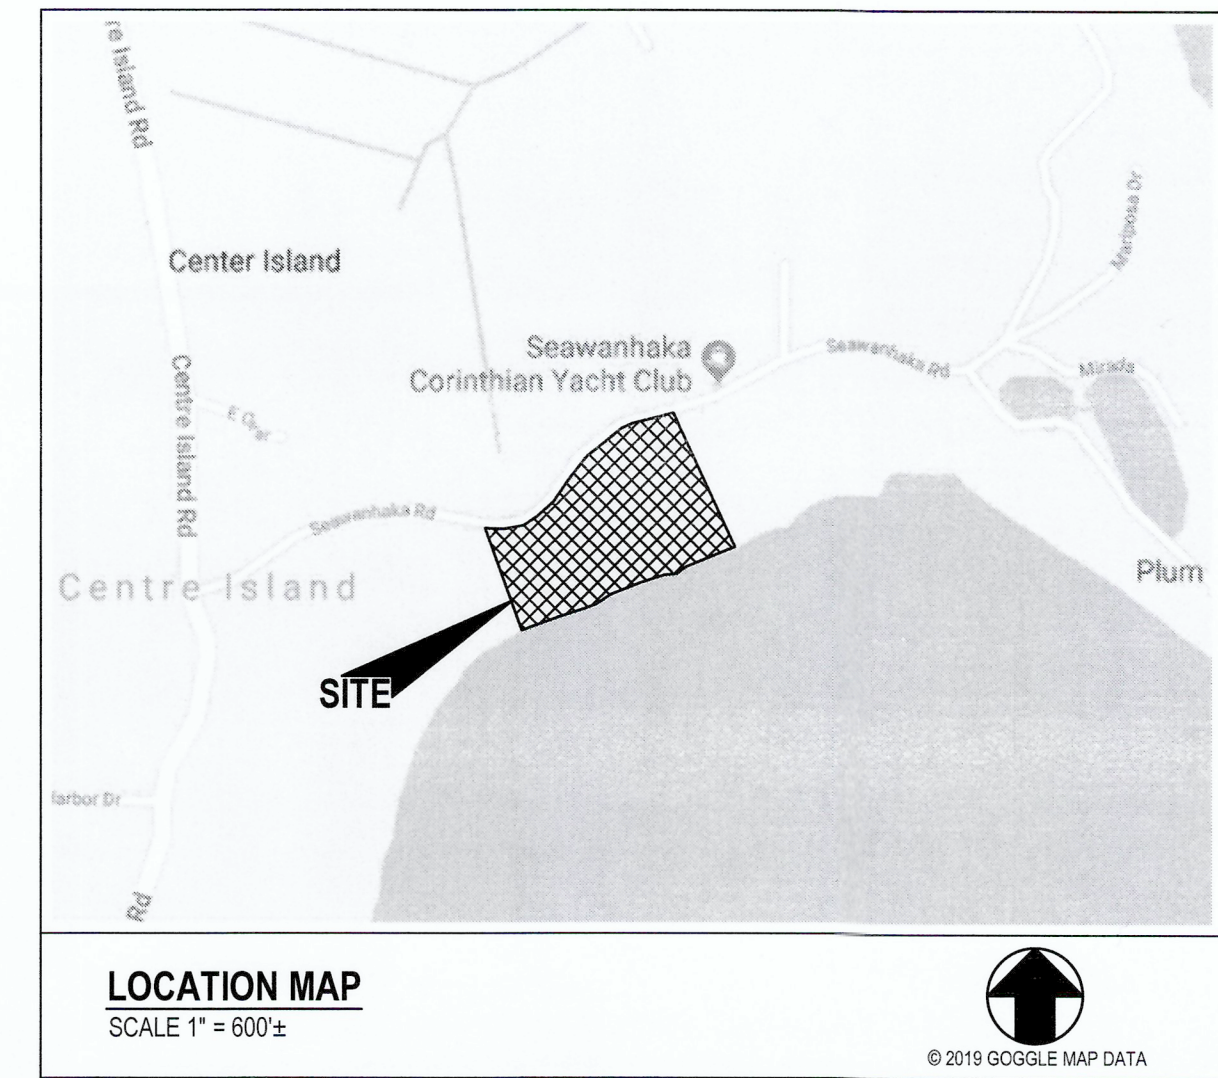 re Island Rd
Mariposa Dr
Center Island
Seawanhaka
Corinthian Yacht Club
Seawanhaka Rd
Mirada
Centre Island Rd
Seawanhaka Rd
Centre Island
Plum
SITE
arbor Dr
Rd
LOCATION MAP
SCALE 1" = 600'±
© 2019 GOGGLE MAP DATA